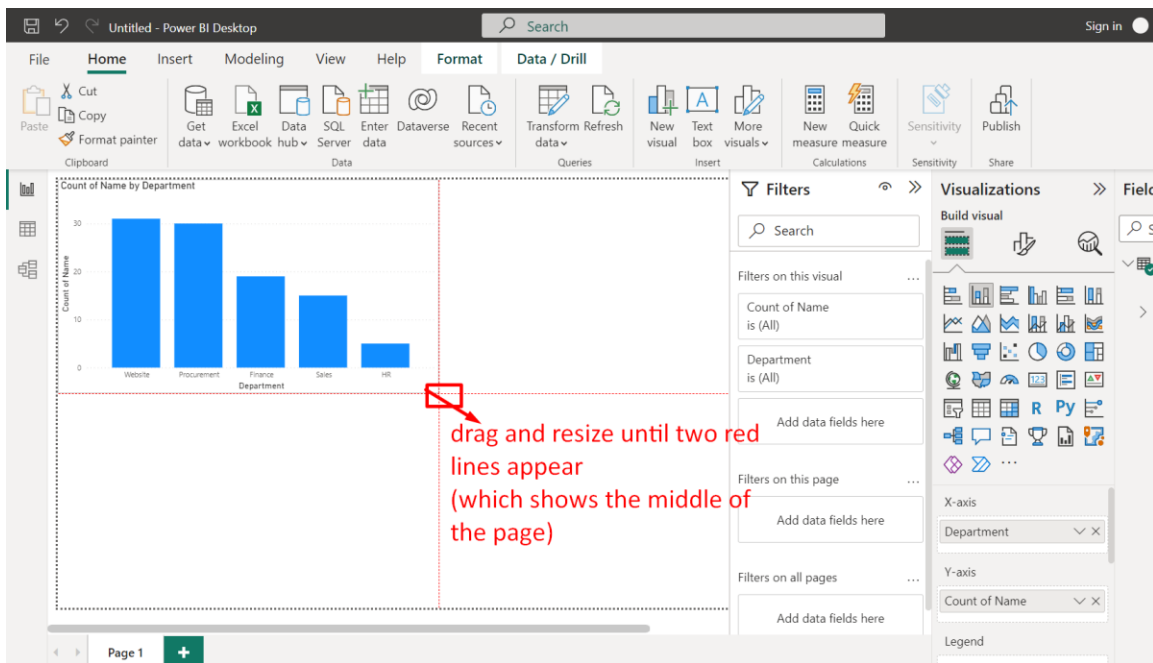 Untitled - Power BI Desktop
Search
Sign in
File Home Insert Modeling View Help Format Data / Drill
Paste
Cut
Copy
Format painter
Clipboard
Get data
Excel workbook
Data hub
SQL Server
Enter data
Dataverse
Recent sources
Data
Transform data
Refresh
Queries
New visual
Text box
More visuals
Insert
New measure
Quick measure
Calculations
Sensitivity
Sensitivity
Publish
Share
Count of Name by Department
Count of Name
30
20
10
0
Website Procurement Finance Sales HR
Department
drag and resize until two red
lines appear
(which shows the middle of
the page)
Filters
Search
Filters on this visual ...
Count of Name
is (All)
Department
is (All)
Add data fields here
Filters on this page ...
Add data fields here
Filters on all pages ...
Add data fields here
Visualizations
Build visual
123
R Py
...
X-axis
Department
Y-axis
Count of Name
Legend
Field
S
Page 1
+